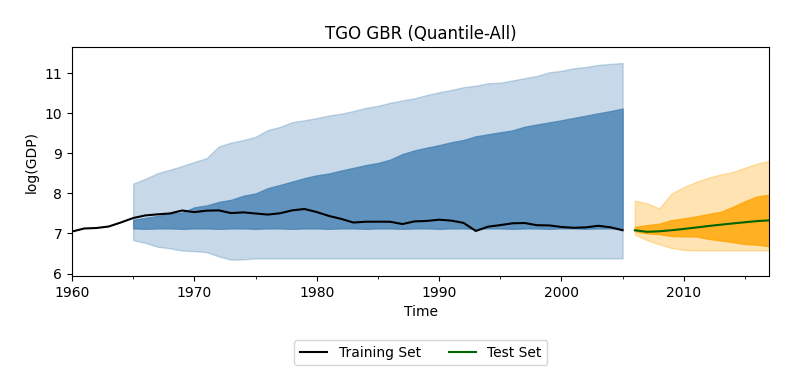 TGO GBR (Quantile-All)
log(GDP)
11
10
9
8
7
6
1960 1970 1980 1990 2000 2010
Time
Training Set Test Set